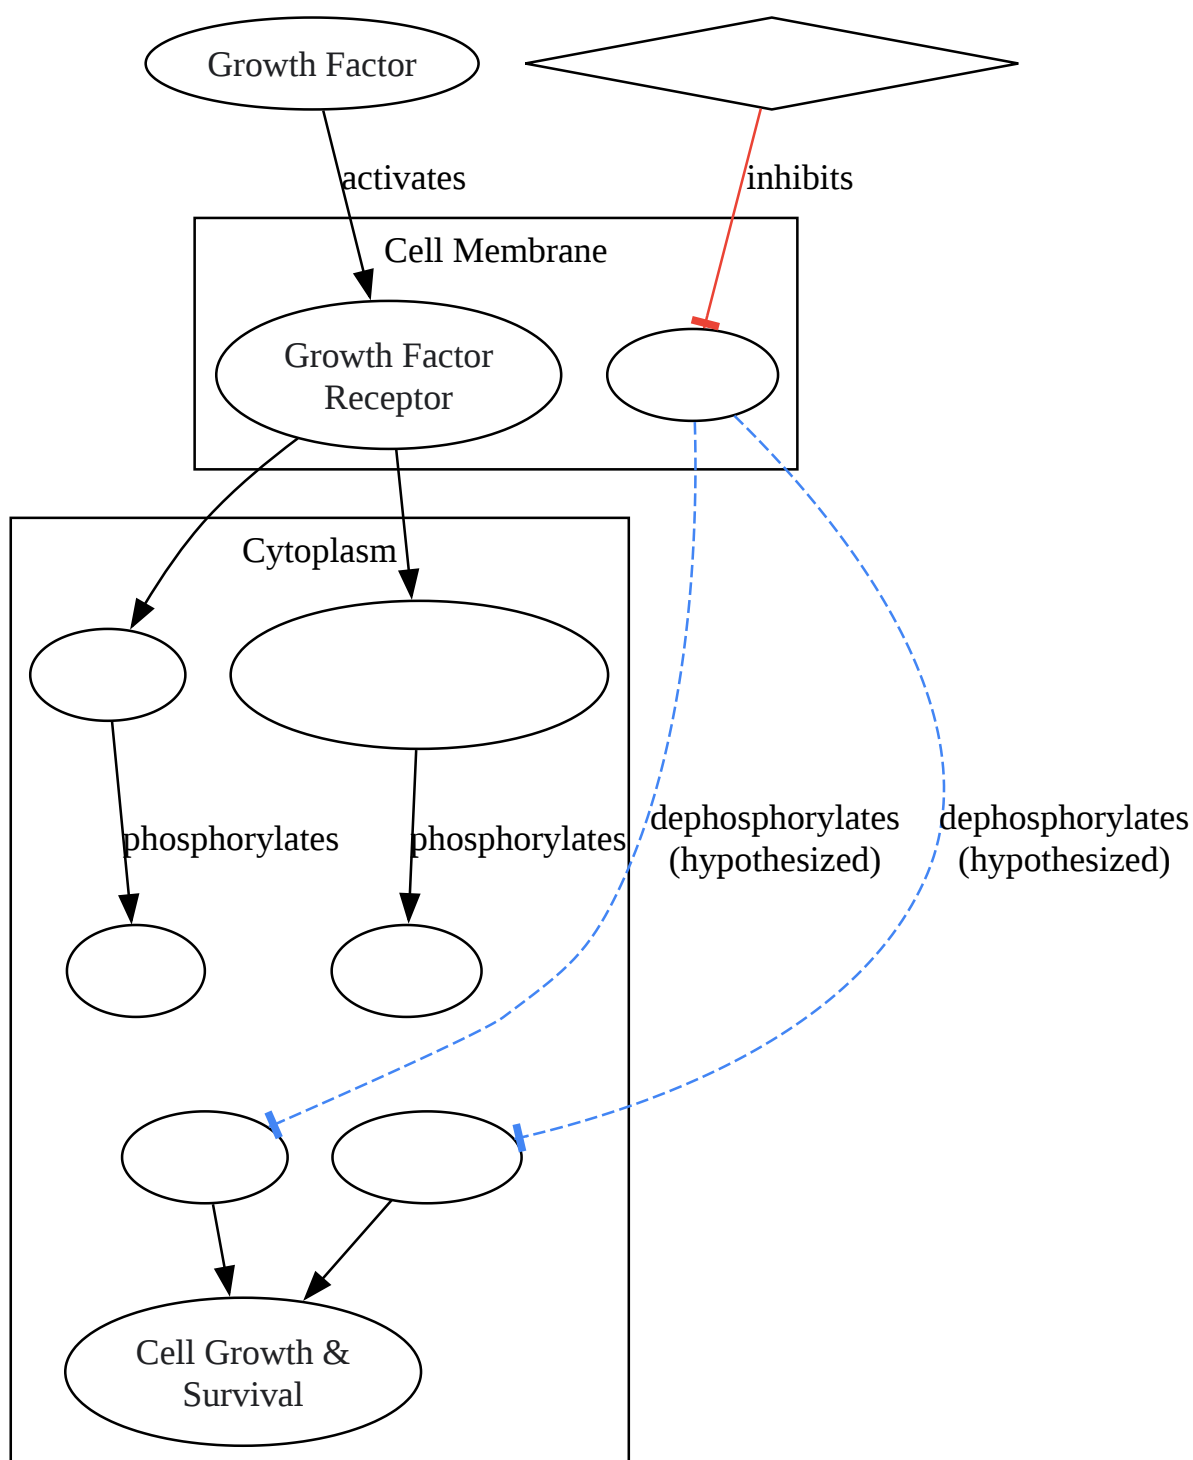 Growth Factor
activates
inhibits
Cell Membrane
Growth Factor
Receptor
Cytoplasm
phosphorylates
phosphorylates
dephosphorylates
(hypothesized)
dephosphorylates
(hypothesized)
Cell Growth &
Survival